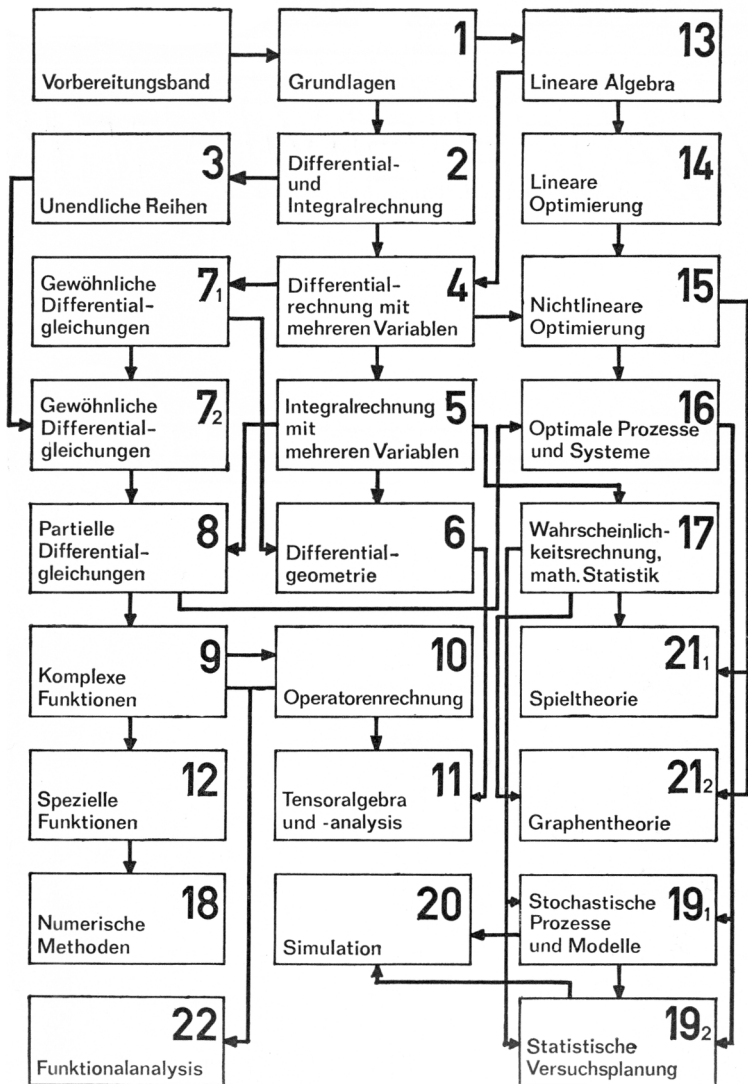 Vorbereitungsband
1
Grundlagen
13
Lineare Algebra
3
Unendliche Reihen
2
Differential-
und
Integralrechnung
14
Lineare
Optimierung
7₁
Gewöhnliche
Differential-
gleichungen
4
Differential-
rechnung mit
mehreren Variablen
15
Nichtlineare
Optimierung
7₂
Gewöhnliche
Differential-
gleichungen
5
Integralrechnung
mit
mehreren Variablen
16
Optimale Prozesse
und Systeme
8
Partielle
Differential-
gleichungen
6
Differential-
geometrie
17
Wahrscheinlich-
keitsrechnung,
math. Statistik
9
Komplexe
Funktionen
10
Operatorenrechnung
21₁
Spieltheorie
12
Spezielle
Funktionen
11
Tensoralgebra
und -analysis
21₂
Graphentheorie
18
Numerische
Methoden
20
Simulation
19₁
Stochastische
Prozesse
und Modelle
22
Funktionalanalysis
19₂
Statistische
Versuchsplanung